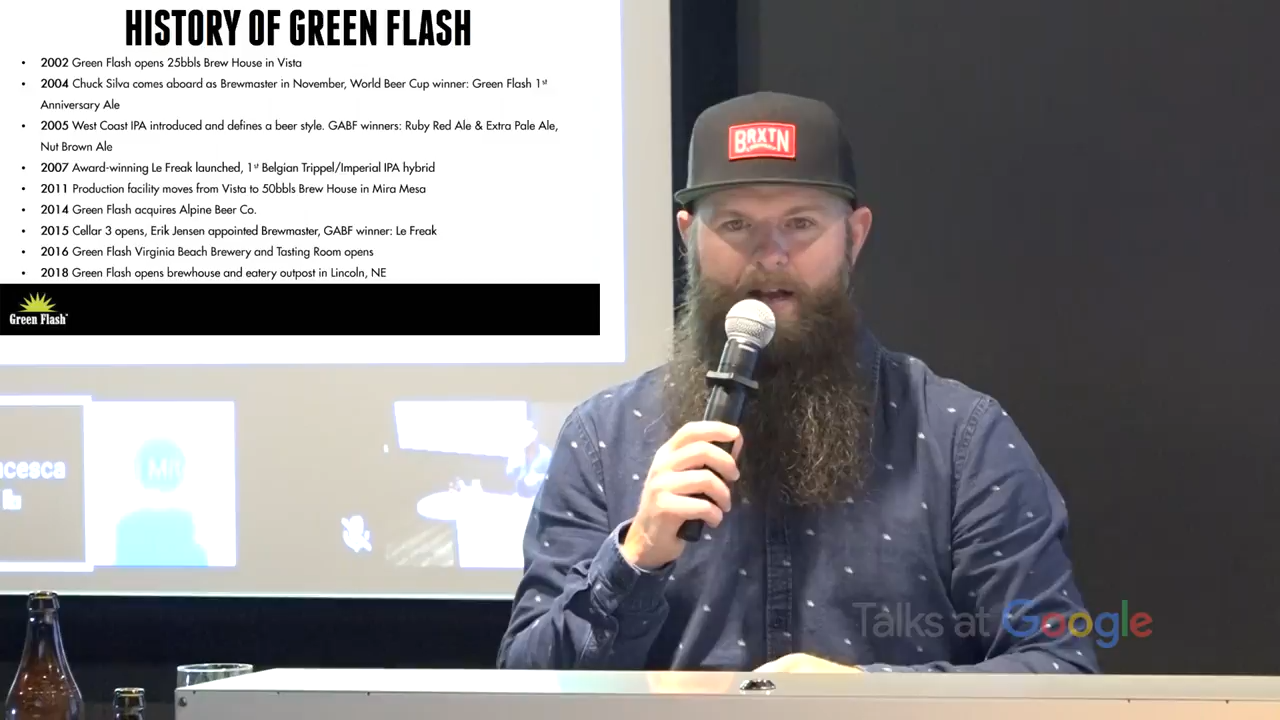 HISTORY OF GREEN FLASH
• 2002 Green Flash opens 25bbls Brew House in Vista
• 2004 Chuck Silva comes aboard as Brewmaster in November, World Beer Cup winner: Green Flash 1st
Anniversary Ale
• 2005 West Coast IPA introduced and defines a beer style. GABF winners: Ruby Red Ale & Extra Pale Ale,
Nut Brown Ale
• 2007 Award-winning Le Freak launched, 1st Belgian Trippel/Imperial IPA hybrid
• 2011 Production facility moves from Vista to 50bbls Brew House in Mira Mesa
• 2014 Green Flash acquires Alpine Beer Co.
• 2015 Cellar 3 opens, Erik Jensen appointed Brewmaster, GABF winner: Le Freak
• 2016 Green Flash Virginia Beach Brewery and Tasting Room opens
• 2018 Green Flash opens brewhouse and eatery outpost in Lincoln, NE
Green Flash
BRXTN
Talks at Google